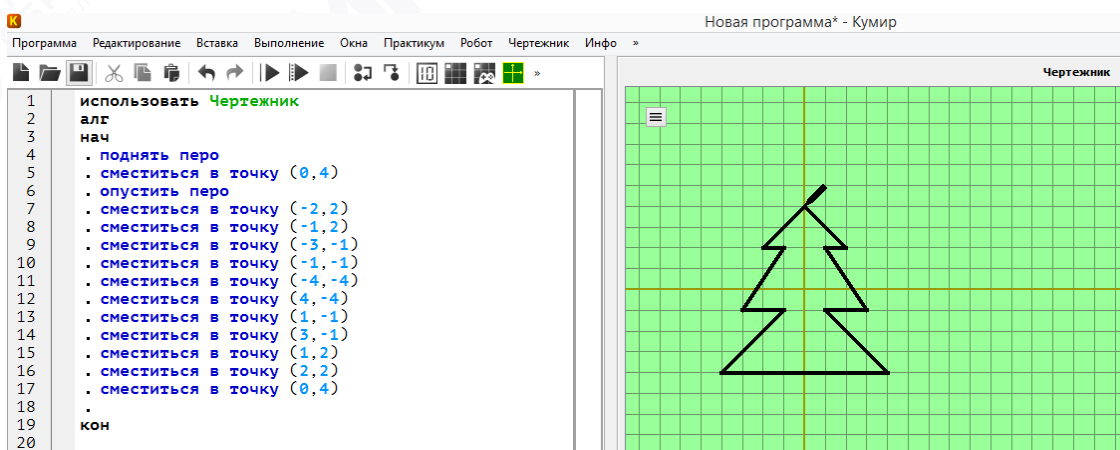 Новая программа* - Кумир
Программа Редактирование Вставка Выполнение Окна Практикум Робот Чертежник Инфо »
»
Чертежник
1 использовать Чертежник
2 алг
3 нач
4 . поднять перо
5 . сместиться в точку (0,4)
6 . опустить перо
7 . сместиться в точку (-2,2)
8 . сместиться в точку (-1,2)
9 . сместиться в точку (-3,-1)
10 . сместиться в точку (-1,-1)
11 . сместиться в точку (-4,-4)
12 . сместиться в точку (4,-4)
13 . сместиться в точку (1,-1)
14 . сместиться в точку (3,-1)
15 . сместиться в точку (1,2)
16 . сместиться в точку (2,2)
17 . сместиться в точку (0,4)
18 .
19 кон
20